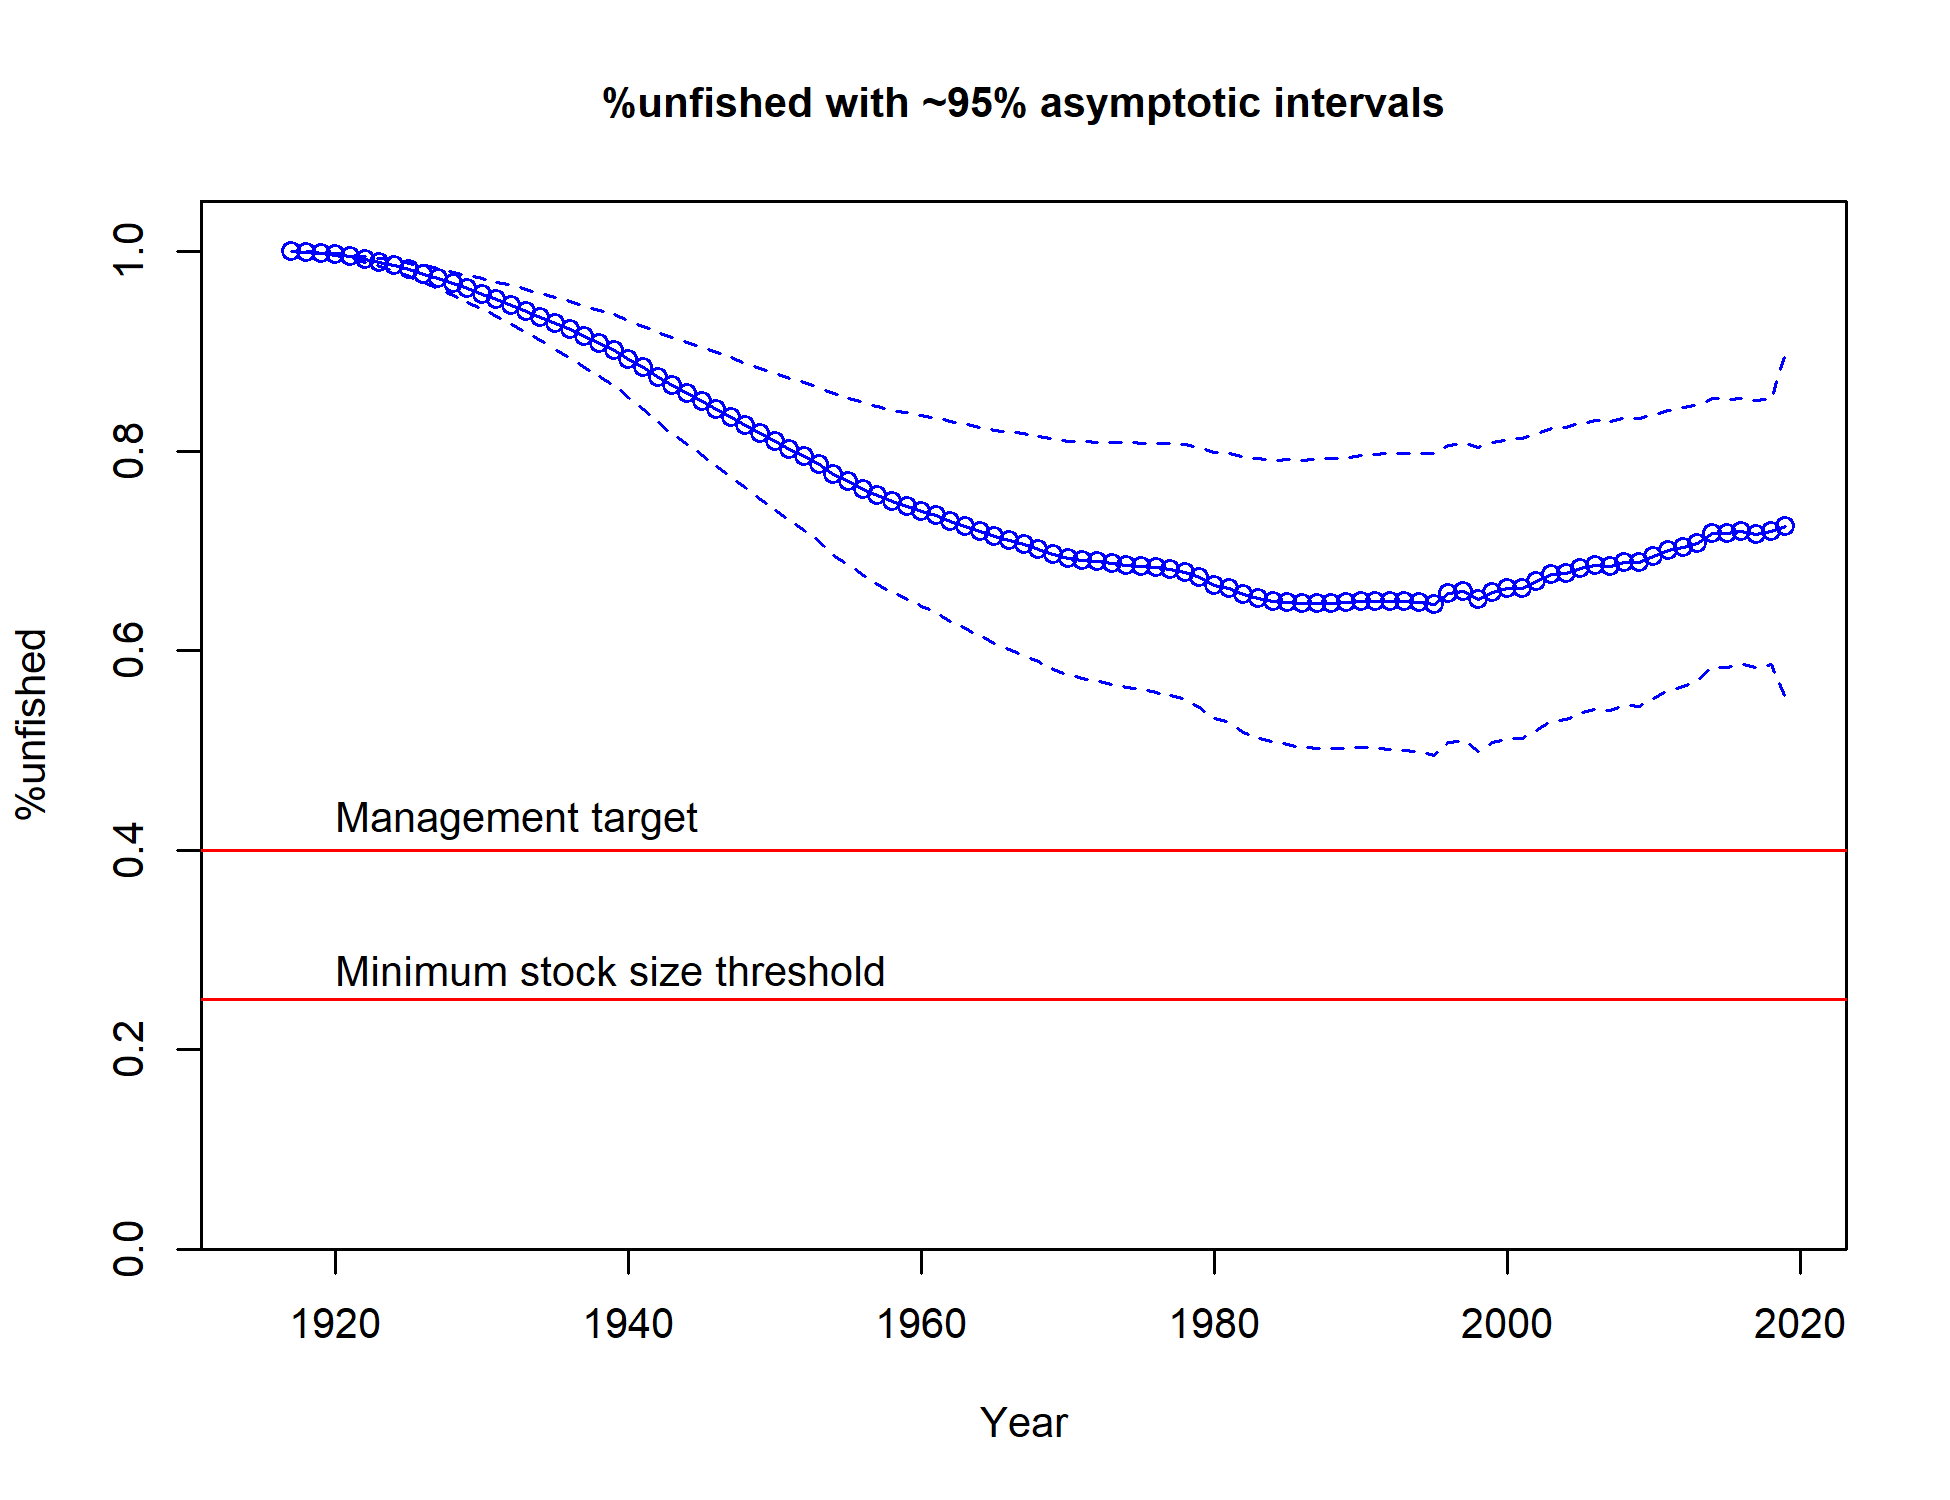 %unfished with ~95% asymptotic intervals
%unfished
1.0
0.8
0.6
0.4
0.2
0.0
Management target
Minimum stock size threshold
1920 1940 1960 1980 2000 2020
Year